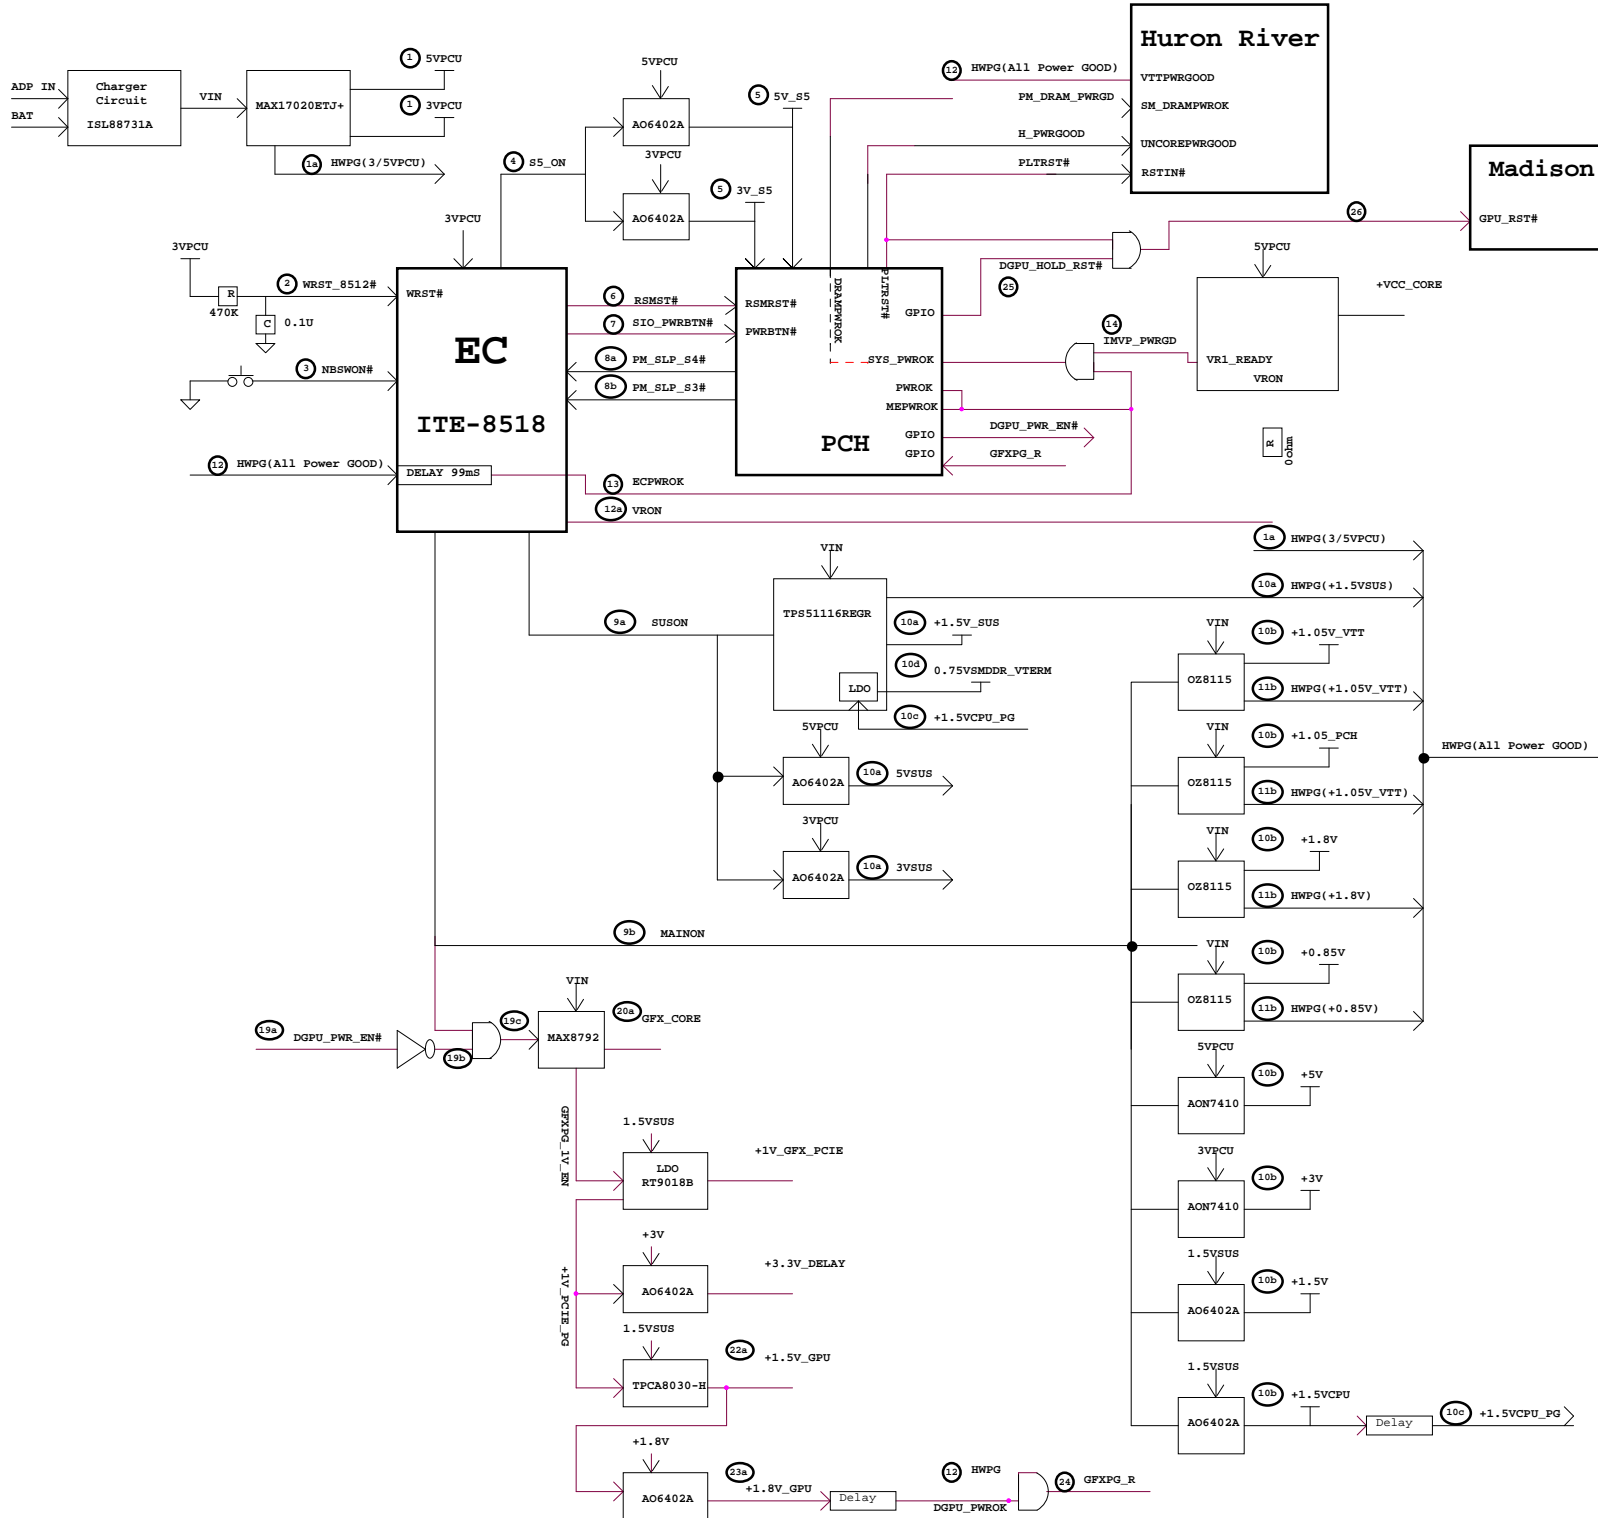 Huron River
12 HWPG(All Power GOOD)
VTTPWRGOOD
PM_DRAM_PWRGD
SM_DRAMPWROK
H_PWRGOOD
UNCOREPWRGOOD
PLTRST#
RSTIN#
Madison
GPU_RST#
26
ADP IN
BAT
Charger
Circuit
ISL88731A
VIN
MAX17020ETJ+
1 5VPCU
1 3VPCU
1a HWPG(3/5VPCU)
4 S5_ON
5VPCU
AO6402A
5 5V_S5
3VPCU
AO6402A
5 3V_S5
3VPCU
3VPCU
R
470K
C
0.1U
2 WRST_8512#
WRST#
3 NBSWON#
EC
ITE-8518
12 HWPG(All Power GOOD)
DELAY 99mS
6 RSMST#
7 SIO_PWRBTN#
8a PM_SLP_S4#
8b PM_SLP_S3#
13 ECPWROK
12a VRON
RSMRST#
PWRBTN#
DRAMPWROK
PLTRST#
GPIO
SYS_PWROK
PWROK
MEPWROK
GPIO
GPIO
PCH
DGPU_HOLD_RST#
25
14
IMVP_PWRGD
DGPU_PWR_EN#
GFXPG_R
5VPCU
VR1_READY
VRON
+VCC_CORE
R
0ohm
1a HWPG(3/5VPCU)
VIN
TPS51116REGR
LDO
9a SUSON
10a HWPG(+1.5VSUS)
10a +1.5V_SUS
10d 0.75VSMDDR_VTERM
10c +1.5VCPU_PG
5VPCU
AO6402A
10a 5VSUS
3VPCU
AO6402A
10a 3VSUS
VIN
OZ8115
10b +1.05V_VTT
11b HWPG(+1.05V_VTT)
VIN
OZ8115
10b +1.05_PCH
11b HWPG(+1.05V_VTT)
HWPG(All Power GOOD)
VIN
OZ8115
10b +1.8V
11b HWPG(+1.8V)
9b MAINON
VIN
OZ8115
10b +0.85V
11b HWPG(+0.85V)
19a DGPU_PWR_EN#
19b
19c
VIN
MAX8792
20a GFX_CORE
GFXPG_1V_EN
5VPCU
AON7410
10b +5V
1.5VSUS
LDO
RT9018B
+1V_GFX_PCIE
3VPCU
AON7410
10b +3V
+1V_PCIE_PG
+3V
AO6402A
+3.3V_DELAY
1.5VSUS
AO6402A
10b +1.5V
1.5VSUS
TPCA8030-H
22a +1.5V_GPU
1.5VSUS
AO6402A
10b +1.5VCPU
Delay
10c +1.5VCPU_PG
+1.8V
AO6402A
23a +1.8V_GPU
Delay
12 HWPG
DGPU_PWROK
24 GFXPG_R